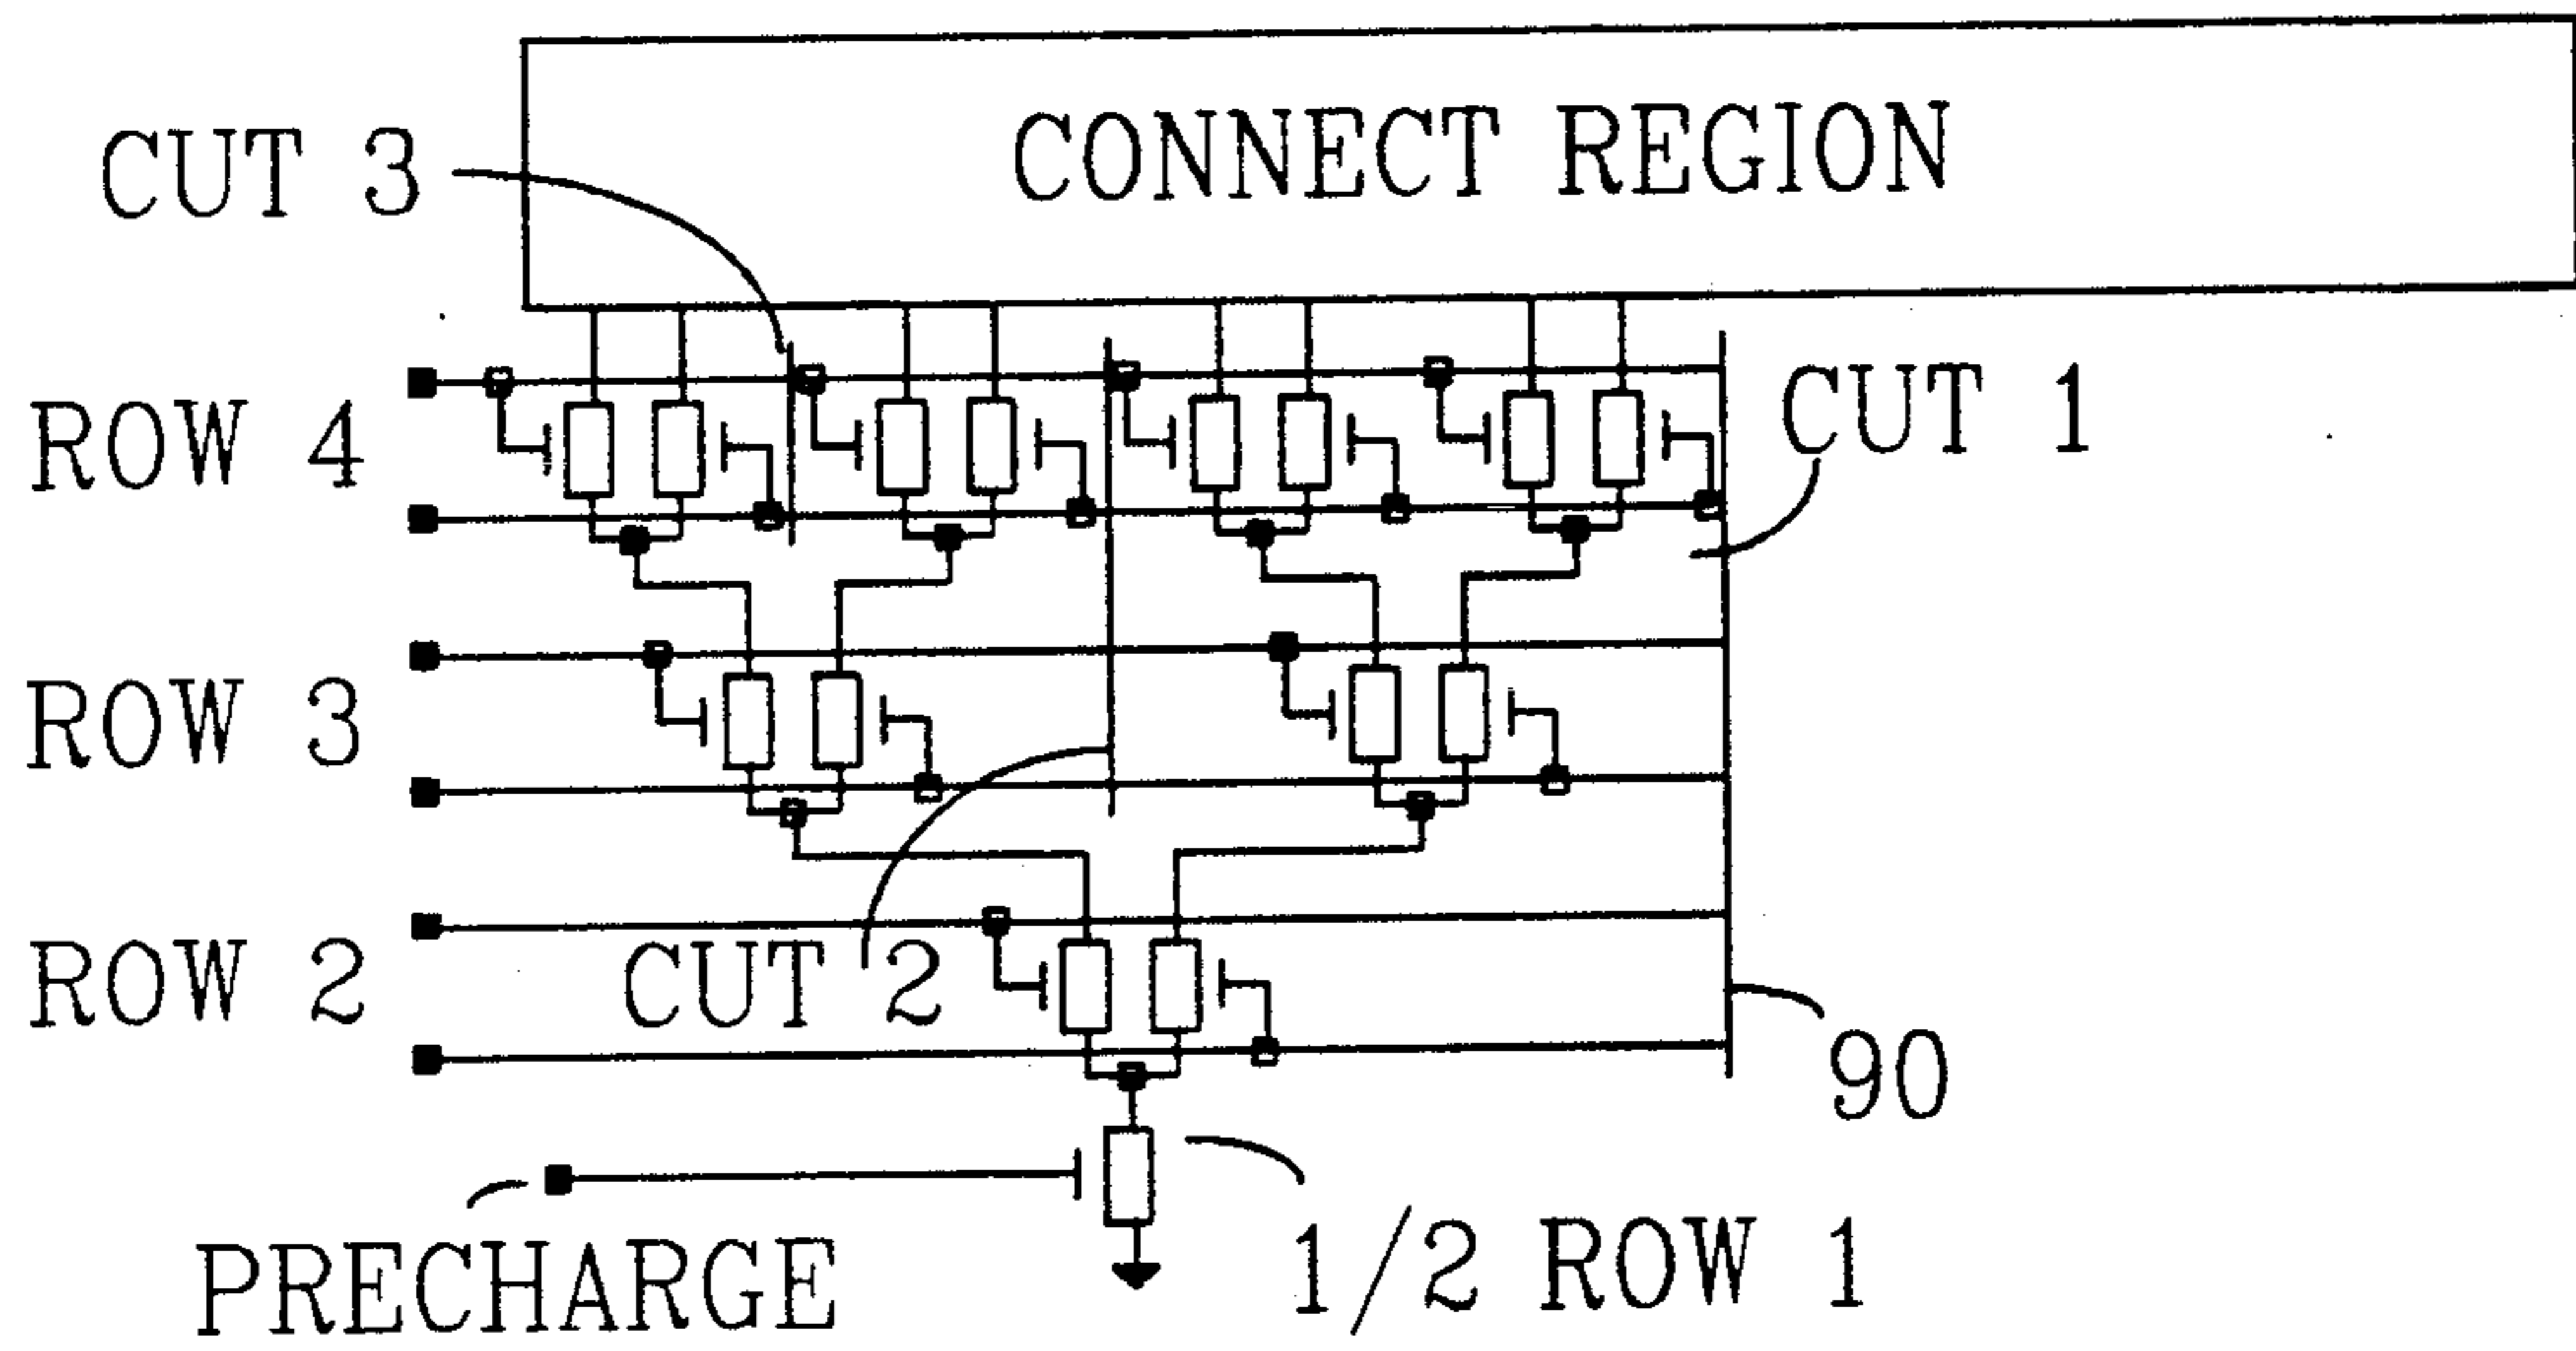 CONNECT REGION
CUT 3
CUT 1
ROW 4
ROW 3
ROW 2
CUT 2
90
PRECHARGE
1/2 ROW 1